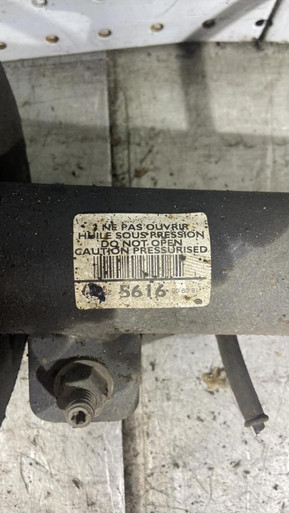 NE PAS OUVRIR
HUILE SOUS PRESSION
DO NOT OPEN
CAUTION PRESSURISED
5616